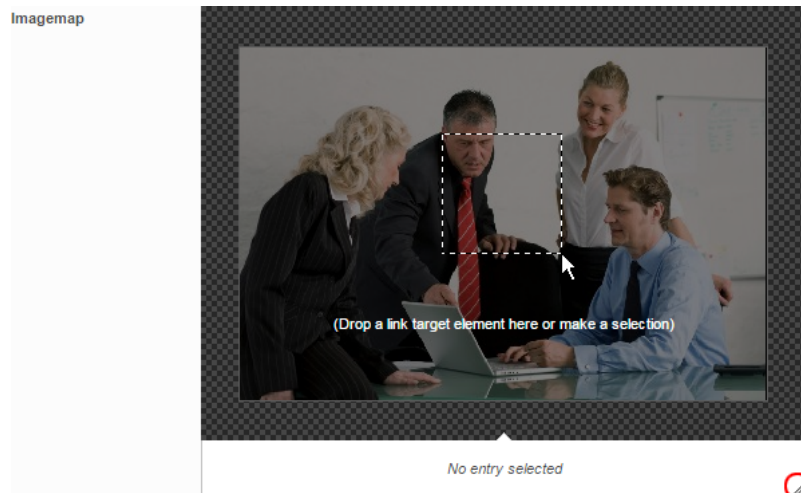 Imagemap
(Drop a link target element here or make a selection)
No entry selected